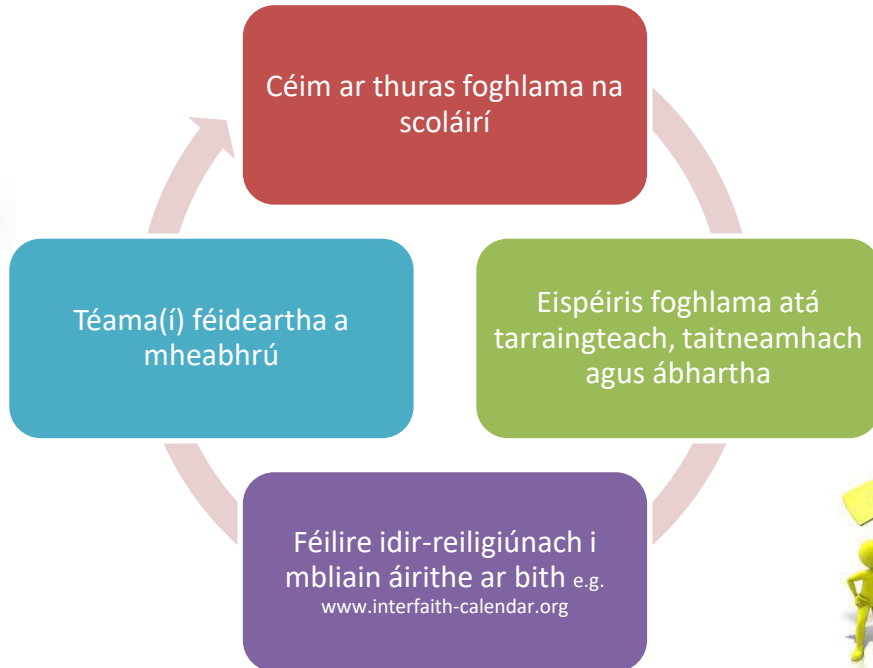 Céim ar thuras foghlama na
scoláirí
Eispéiris foghlama atá
tarraingteach, taitneamhach
agus ábhartha
Féilire idir-reiligiúnach i
mbliain áirithe ar bith e.g.
www.interfaith-calendar.org
Téama(í) féideartha a
mheabhrú